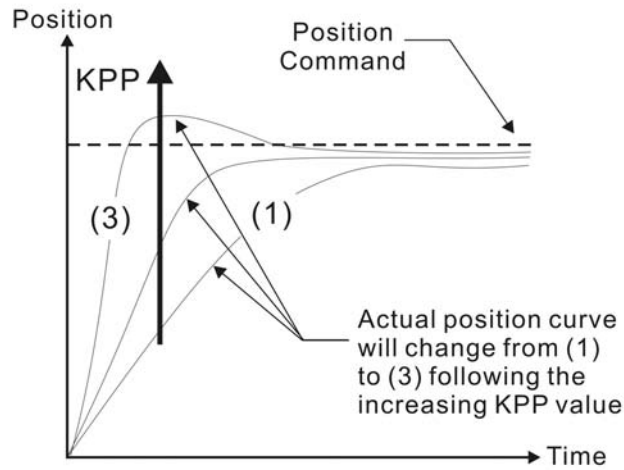 Position
Position
Command
KPP
(3)
(1)
Actual position curve
will change from (1)
to (3) following the
increasing KPP value
Time